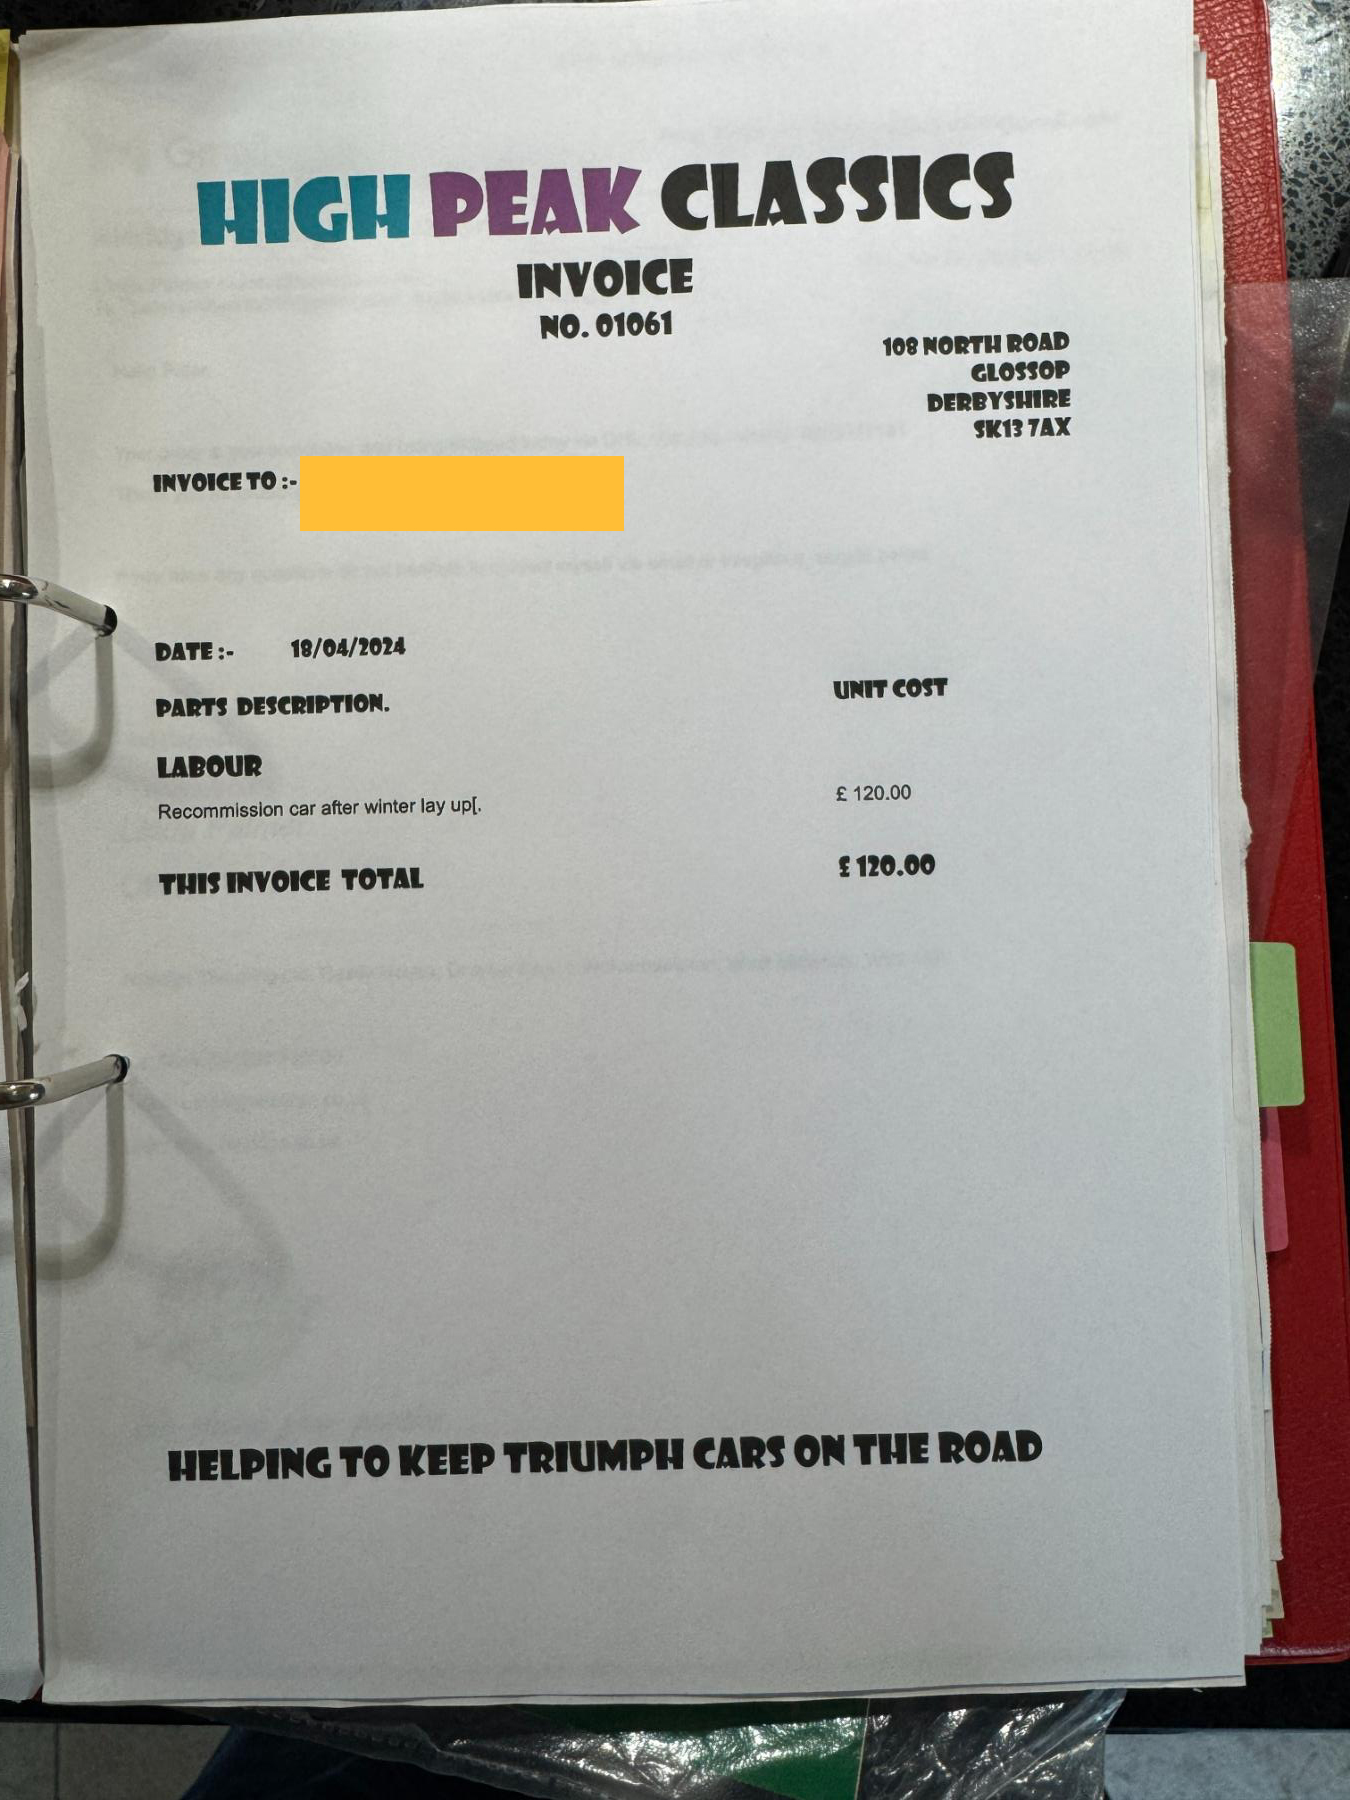 HIGH PEAK CLASSICS
INVOICE
NO. 01061
108 NORTH ROAD
GLOSSOP
DERBYSHIRE
SK13 7AX
INVOICE TO :-
DATE :- 18/04/2024
PARTS DESCRIPTION. UNIT COST
LABOUR
Recommission car after winter lay up[. £ 120.00
THIS INVOICE TOTAL £ 120.00
HELPING TO KEEP TRIUMPH CARS ON THE ROAD